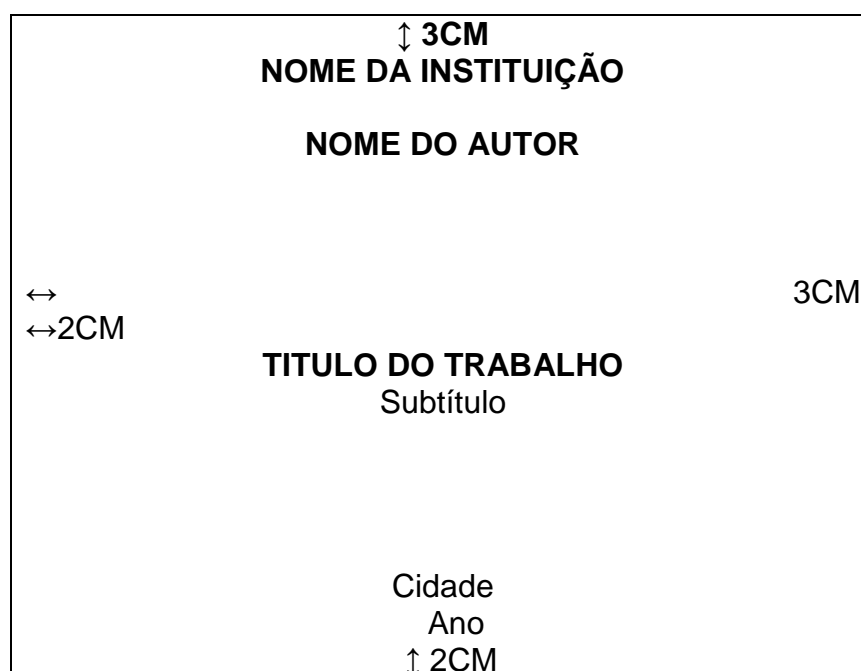 ↕ 3CM
NOME DA INSTITUIÇÃO
NOME DO AUTOR
↔ 3CM
↔2CM
TITULO DO TRABALHO
Subtítulo
Cidade
Ano
↕ 2CM